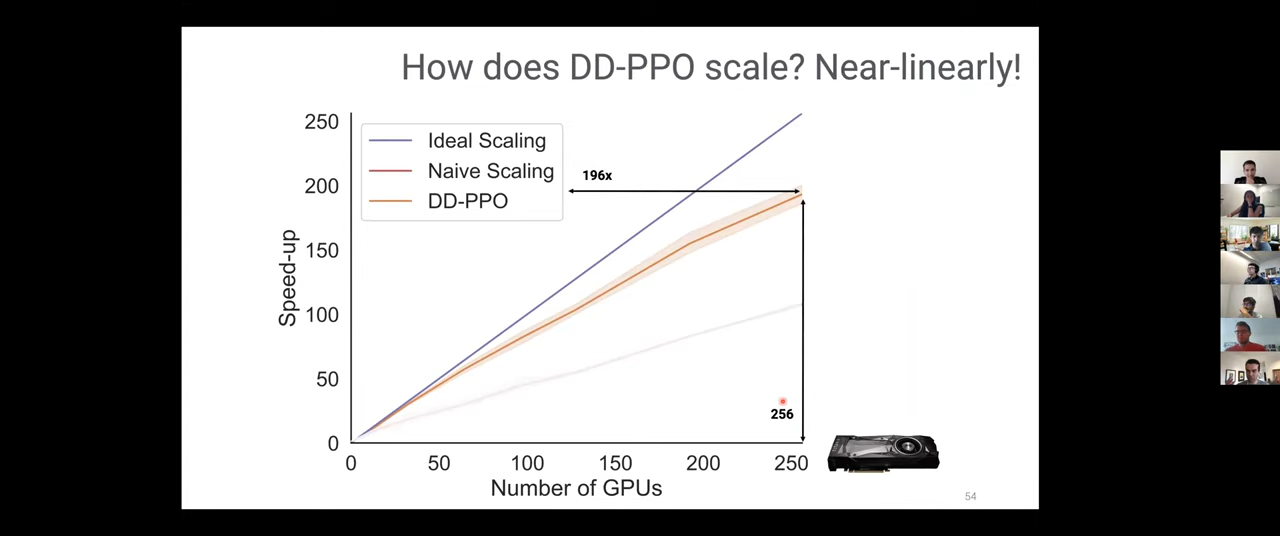 How does DD-PPO scale? Near-linearly!
250
200
150
100
50
0
Speed-up
Ideal Scaling
Naive Scaling
DD-PPO
196x
256
0
50
100
150
200
250
Number of GPUs
54